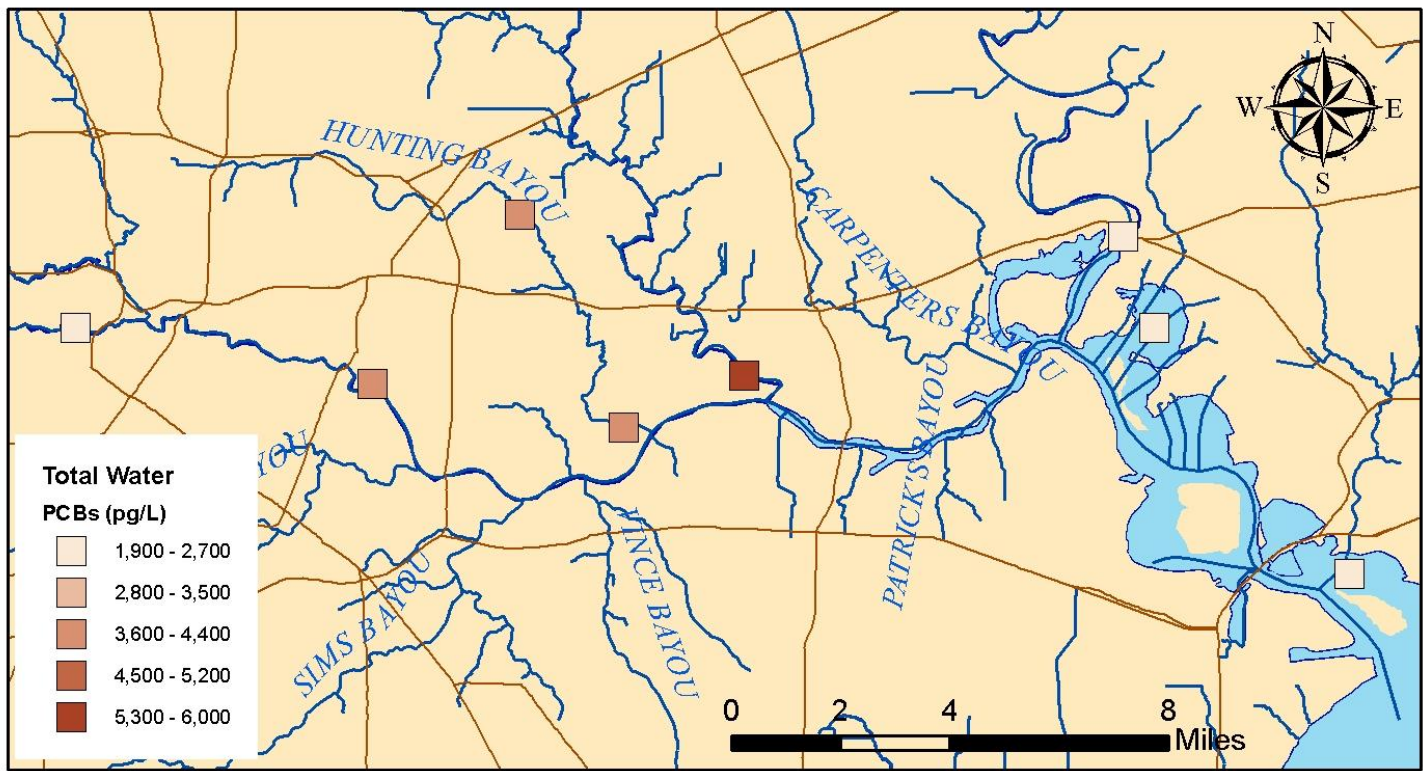 N
W E
S
HUNTING BAYOU
CARPENTERS BAYOU
PATRICK'S BAYOU
VINCE BAYOU
SIMS BAYOU
AYOU
Total Water
PCBs (pg/L)
1,900 - 2,700
2,800 - 3,500
3,600 - 4,400
4,500 - 5,200
5,300 - 6,000
0 2 4 8
Miles